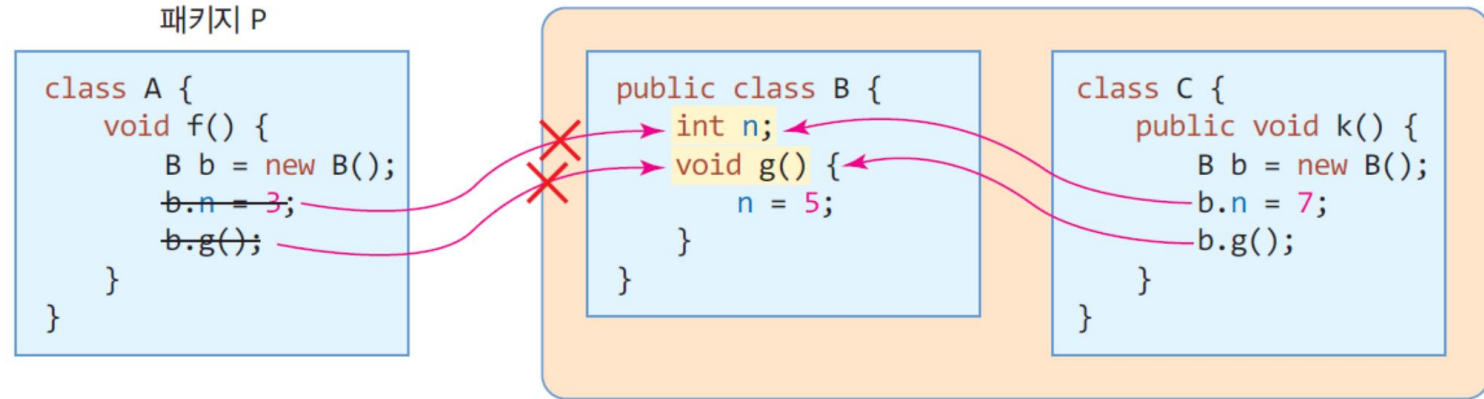 패키지 P
class A {
void f() {
B b = new B();
b.n = 3;
b.g();
}
}
public class B {
int n;
void g() {
n = 5;
}
}
class C {
public void k() {
B b = new B();
b.n = 7;
b.g();
}
}